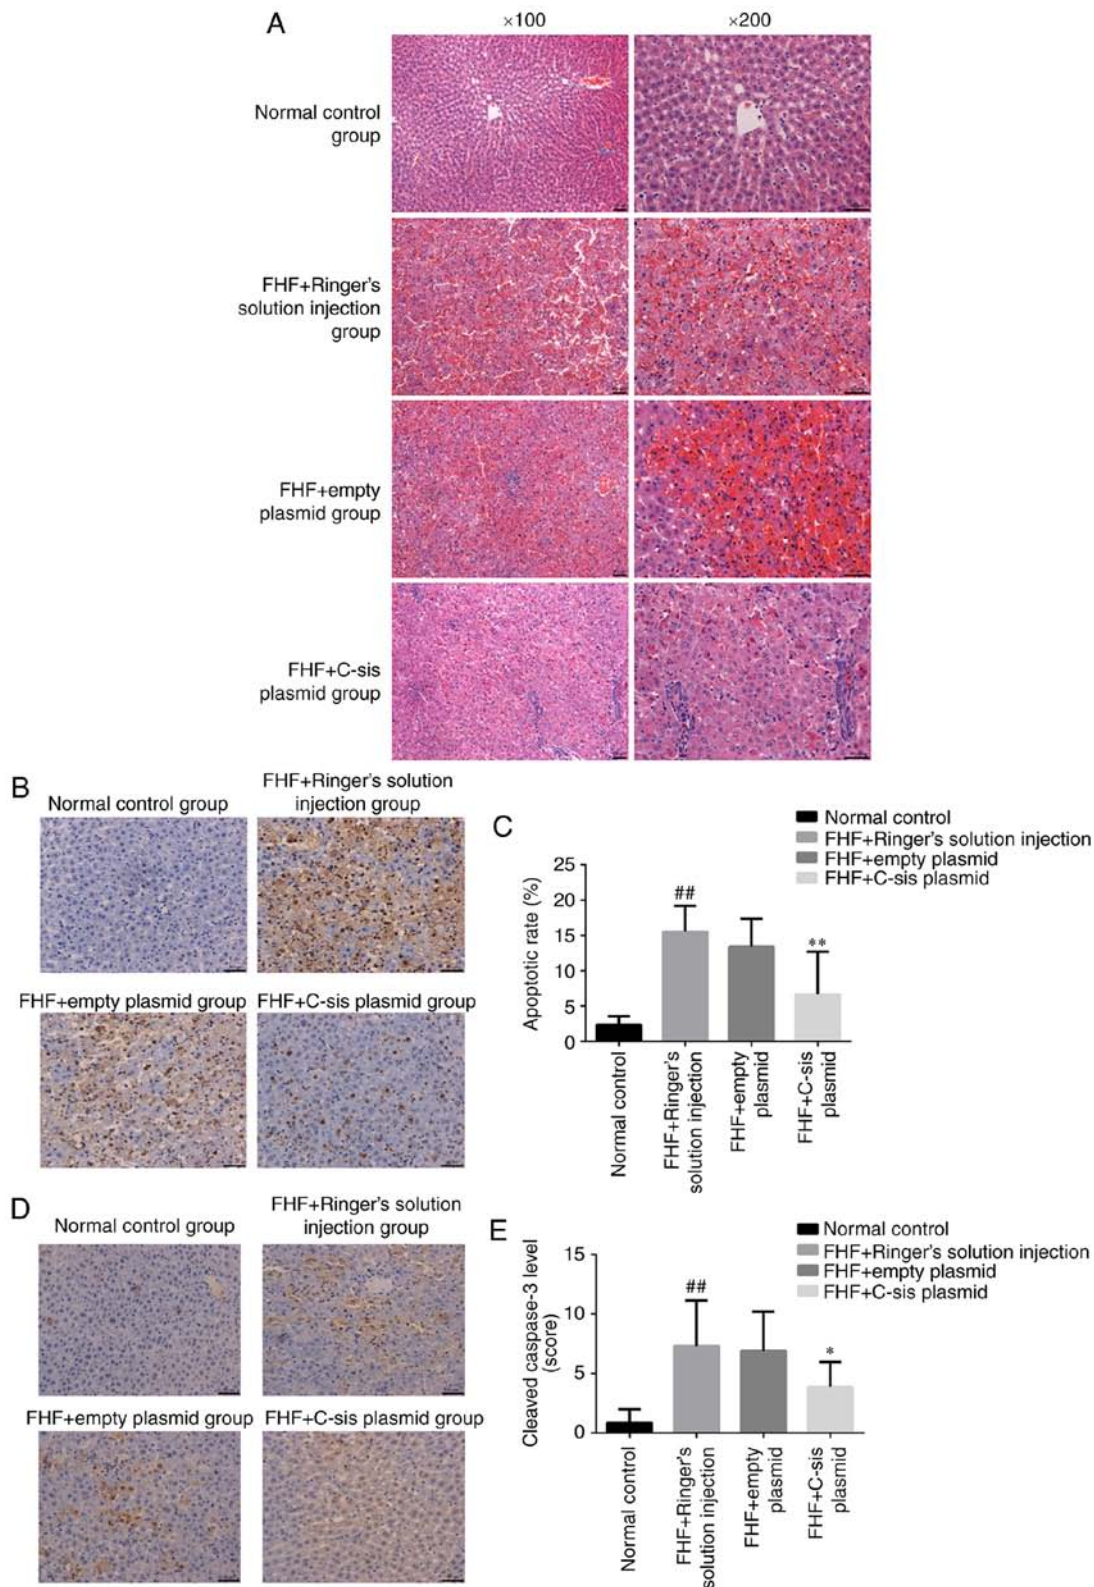 A
×100
×200
Normal control
group
FHF+Ringer's
solution injection
group
FHF+empty
plasmid group
FHF+C-sis
plasmid group
B
Normal control group
FHF+Ringer's solution
injection group
FHF+empty plasmid group
FHF+C-sis plasmid group
C
Normal control
FHF+Ringer's solution injection
FHF+empty plasmid
FHF+C-sis plasmid
Apoptotic rate (%)
25
20
15
10
5
0
##
**
Normal control
FHF+Ringer's
solution injection
FHF+empty
plasmid
FHF+C-sis
plasmid
D
Normal control group
FHF+Ringer's solution
injection group
FHF+empty plasmid group
FHF+C-sis plasmid group
E
Normal control
FHF+Ringer's solution injection
FHF+empty plasmid
FHF+C-sis plasmid
Cleaved caspase-3 level
(score)
15
10
5
0
##
*
Normal control
FHF+Ringer's
solution injection
FHF+empty
plasmid
FHF+C-sis
plasmid